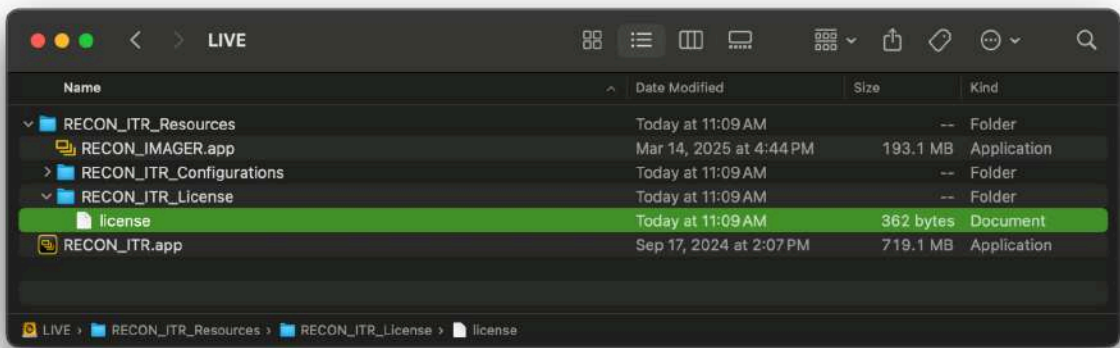 LIVE
Name Date Modified Size Kind
RECON_ITR_Resources Today at 11:09 AM -- Folder
RECON_IMAGER.app Mar 14, 2025 at 4:44 PM 193.1 MB Application
RECON_ITR_Configurations Today at 11:09 AM -- Folder
RECON_ITR_License Today at 11:09 AM -- Folder
license Today at 11:09 AM 362 bytes Document
RECON_ITR.app Sep 17, 2024 at 2:07 PM 719.1 MB Application
LIVE › RECON_ITR_Resources › RECON_ITR_License › license